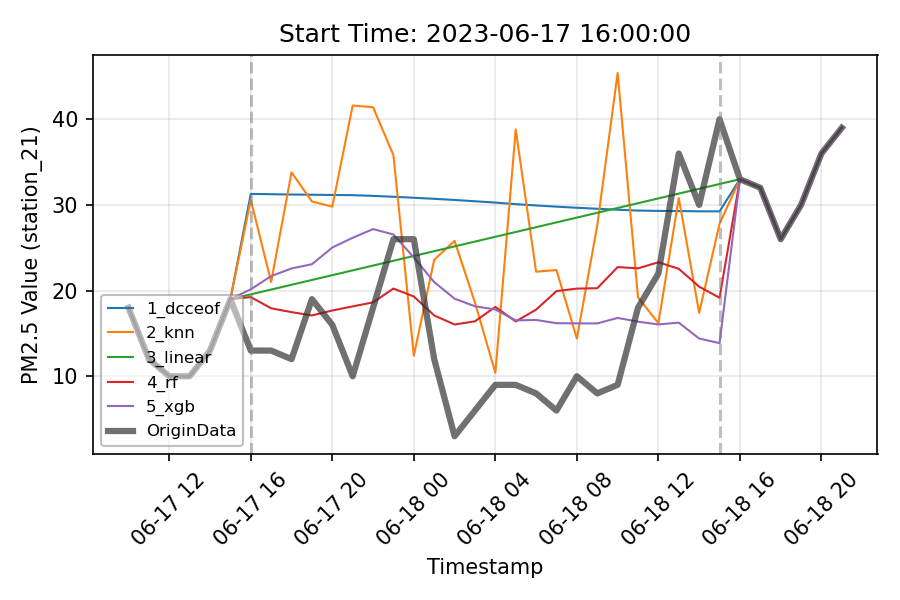 Start Time: 2023-06-17 16:00:00
PM2.5 Value (station_21)
40
30
20
10
1_dcceof
2_knn
3_linear
4_rf
5_xgb
OriginData
06-17 12
06-17 16
06-17 20
06-18 00
06-18 04
06-18 08
06-18 12
06-18 16
06-18 20
Timestamp